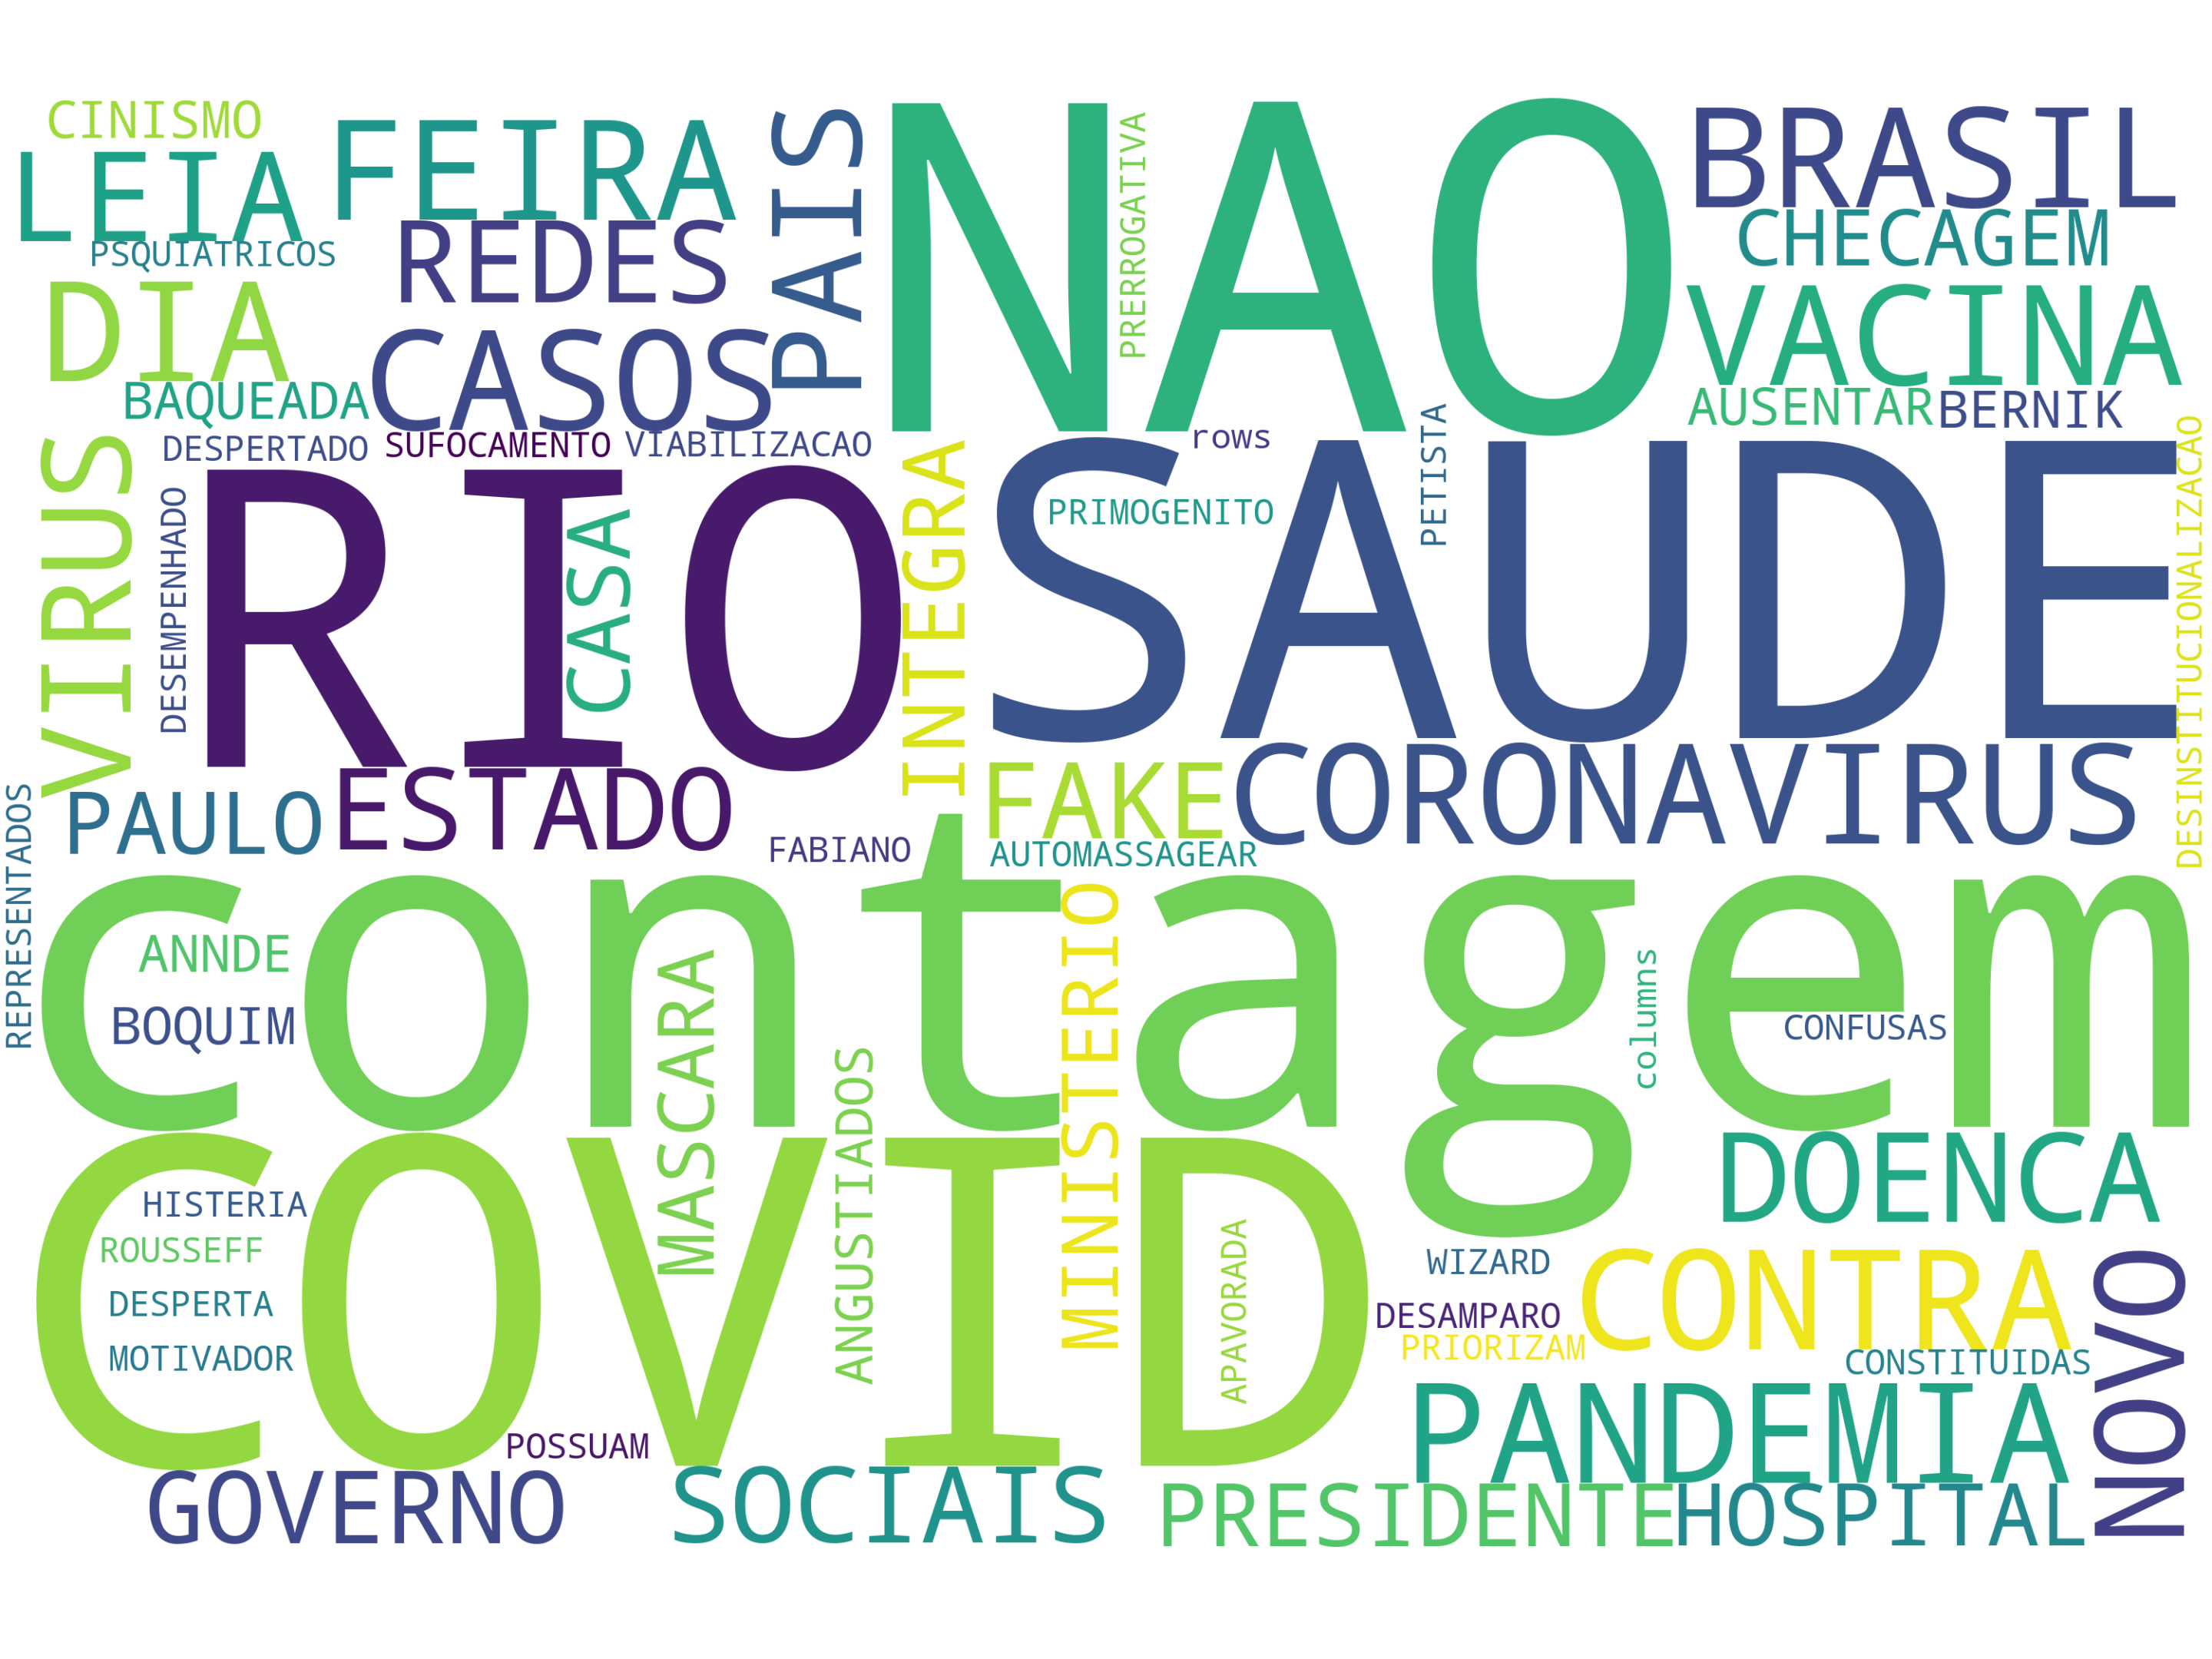 CINISMO
LEIA
PSQUIATRICOS
DIA
BAQUEADA
FEIRA
REDES
CASOS
PAIS
NAO
PRERROGATIVA
BRASIL
CHECAGEM
VACINA
AUSENTAR
BERNIK
DESPERTADO
SUFOCAMENTO
VIABILIZACAO
rows
PETISTA
VIRUS
DESEMPENHADO
RIO
CASA
INTEGRA
PRIMOGENITO
SAUDE
DESINSTITUCIONALIZACAO
PAULO
ESTADO
FABIANO
FAKE
AUTOMASSAGEAR
CORONAVIRUS
REPRESENTADOS
contagem
ANNDE
BOQUIM
MASCARA
ANGUSTIADOS
MINISTERIO
columns
CONFUSAS
COVID
HISTERIA
ROUSSEFF
DESPERTA
MOTIVADOR
APAVORADA
DOENCA
WIZARD
CONTRA
DESAMPARO
PRIORIZAM
CONSTITUIDAS
NOVO
POSSUAM
PANDEMIA
GOVERNO
SOCIAIS
PRESIDENTE
HOSPITAL